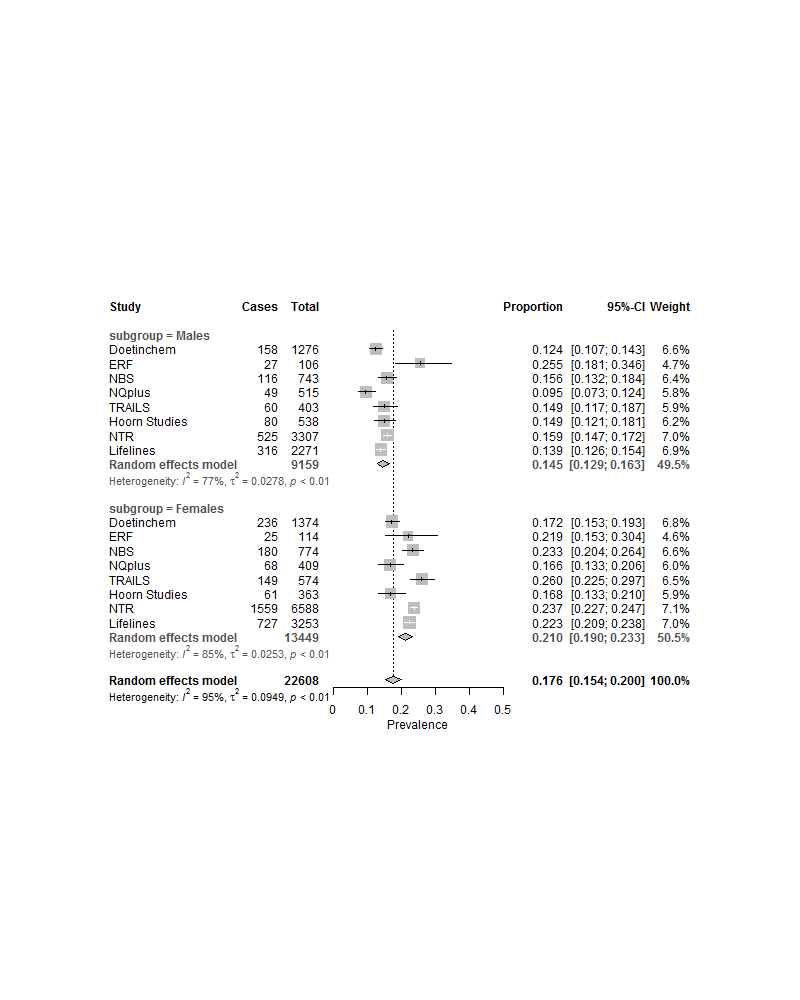 Study Cases Total Proportion 95%-CI Weight
subgroup = Males
Doetinchem 158 1276 0.124 [0.107; 0.143] 6.6%
ERF 27 106 0.255 [0.181; 0.346] 4.7%
NBS 116 743 0.156 [0.132; 0.184] 6.4%
NQplus 49 515 0.095 [0.073; 0.124] 5.8%
TRAILS 60 403 0.149 [0.117; 0.187] 5.9%
Hoorn Studies 80 538 0.149 [0.121; 0.181] 6.2%
NTR 525 3307 0.159 [0.147; 0.172] 7.0%
Lifelines 316 2271 0.139 [0.126; 0.154] 6.9%
Random effects model 9159 0.145 [0.129; 0.163] 49.5%
Heterogeneity: I² = 77%, τ² = 0.0278, p < 0.01
subgroup = Females
Doetinchem 236 1374 0.172 [0.153; 0.193] 6.8%
ERF 25 114 0.219 [0.153; 0.304] 4.6%
NBS 180 774 0.233 [0.204; 0.264] 6.6%
NQplus 68 409 0.166 [0.133; 0.206] 6.0%
TRAILS 149 574 0.260 [0.225; 0.297] 6.5%
Hoorn Studies 61 363 0.168 [0.133; 0.210] 5.9%
NTR 1559 6588 0.237 [0.227; 0.247] 7.1%
Lifelines 727 3253 0.223 [0.209; 0.238] 7.0%
Random effects model 13449 0.210 [0.190; 0.233] 50.5%
Heterogeneity: I² = 85%, τ² = 0.0253, p < 0.01
Random effects model 22608 0.176 [0.154; 0.200] 100.0%
Heterogeneity: I² = 95%, τ² = 0.0949, p < 0.01
0 0.1 0.2 0.3 0.4 0.5
Prevalence